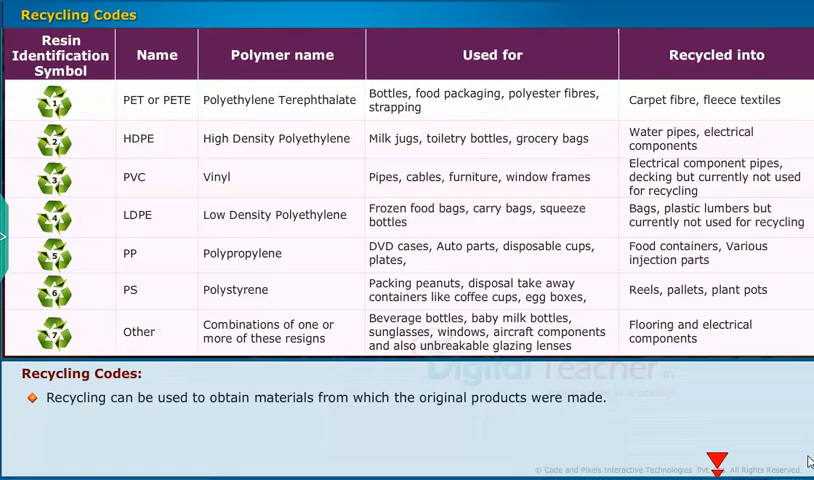 Recycling Codes
Resin
Identification
Symbol
Name
Polymer name
Used for
Recycled into
1
PET or PETE
Polyethylene Terephthalate
Bottles, food packaging, polyester fibres,
strapping
Carpet fibre, fleece textiles
2
HDPE
High Density Polyethylene
Milk jugs, toiletry bottles, grocery bags
Water pipes, electrical
components
3
PVC
Vinyl
Pipes, cables, furniture, window frames
Electrical component pipes,
decking but currently not used
for recycling
4
LDPE
Low Density Polyethylene
Frozen food bags, carry bags, squeeze
bottles
Bags, plastic lumbers but
currently not used for recycling
5
PP
Polypropylene
DVD cases, Auto parts, disposable cups,
plates,
Food containers, Various
injection parts
6
PS
Polystyrene
Packing peanuts, disposal take away
containers like coffee cups, egg boxes,
Reels, pallets, plant pots
7
Other
Combinations of one or
more of these resigns
Beverage bottles, baby milk bottles,
sunglasses, windows, aircraft components
and also unbreakable glazing lenses
Flooring and electrical
components
Digital Teacher.in
Recycling Codes:
Recycling can be used to obtain materials from which the original products were made.
© Code and Pixels Interactive Technologies All Rights Reserved.